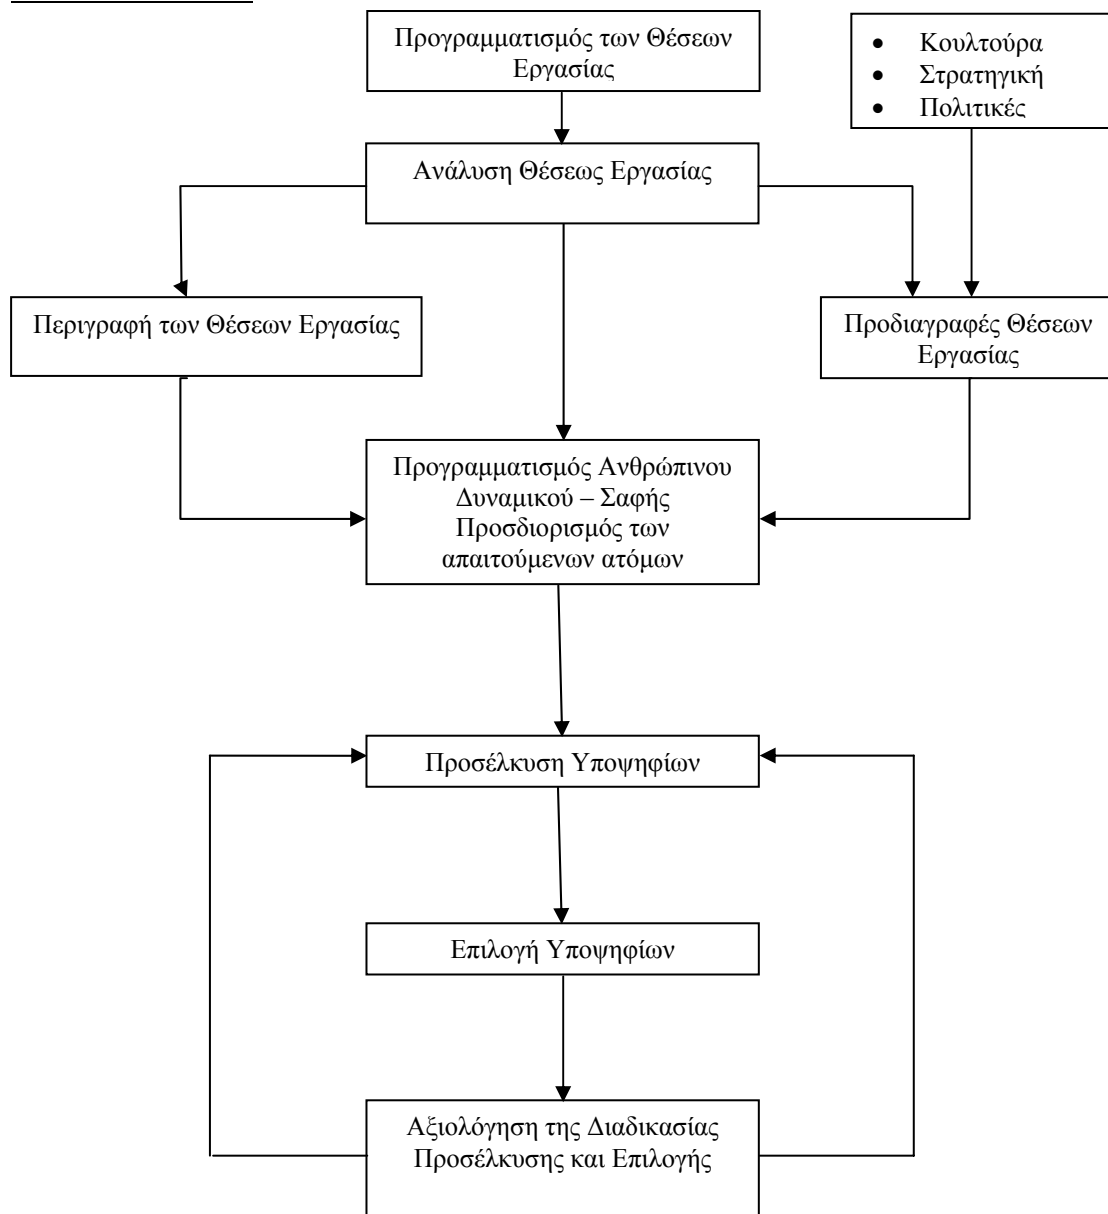 Προγραμματισμός των Θέσεων
Εργασίας
• Κουλτούρα
• Στρατηγική
• Πολιτικές
Ανάλυση Θέσεως Εργασίας
Περιγραφή των Θέσεων Εργασίας
Προδιαγραφές Θέσεων
Εργασίας
Προγραμματισμός Ανθρώπινου
Δυναμικού – Σαφής
Προσδιορισμός των
απαιτούμενων ατόμων
Προσέλκυση Υποψηφίων
Επιλογή Υποψηφίων
Αξιολόγηση της Διαδικασίας
Προσέλκυσης και Επιλογής